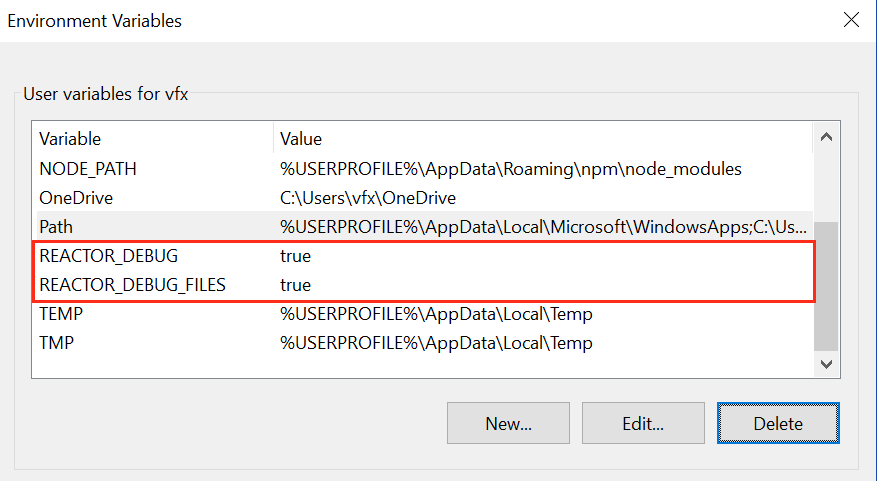 Environment Variables
User variables for vfx
Variable Value
NODE_PATH %USERPROFILE%\AppData\Roaming\npm\node_modules
OneDrive C:\Users\vfx\OneDrive
Path %USERPROFILE%\AppData\Local\Microsoft\WindowsApps;C:\Us...
REACTOR_DEBUG true
REACTOR_DEBUG_FILES true
TEMP %USERPROFILE%\AppData\Local\Temp
TMP %USERPROFILE%\AppData\Local\Temp
New... Edit... Delete